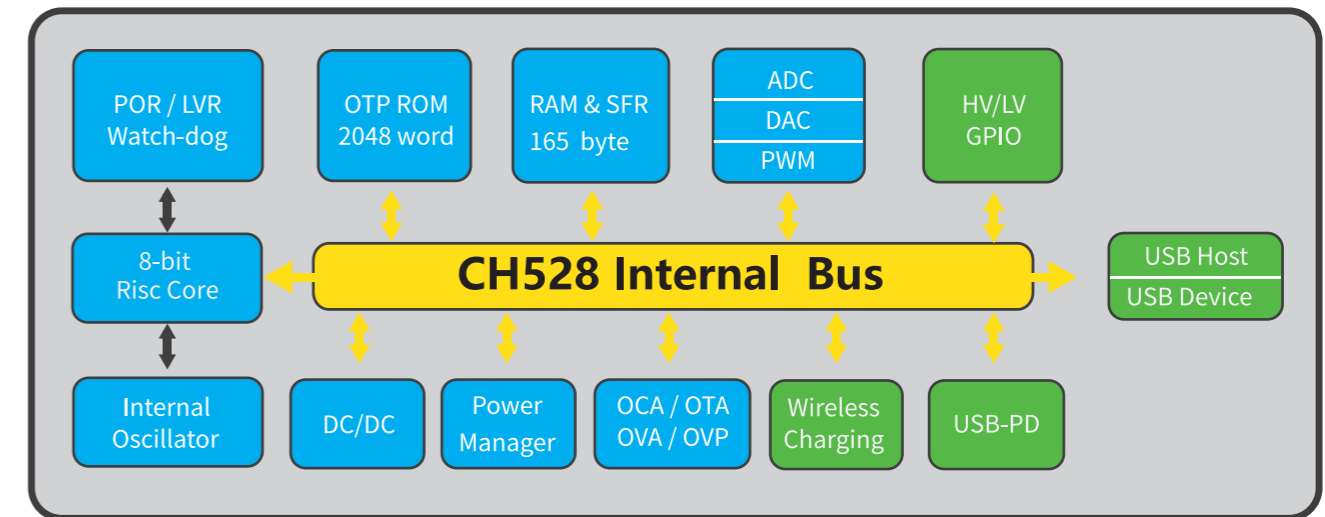 POR / LVR
Watch-dog
OTP ROM
2048 word
RAM & SFR
165 byte
ADC
DAC
PWM
HV/LV
GPIO
8-bit
Risc Core
CH528 Internal Bus
USB Host
USB Device
Internal
Oscillator
DC/DC
Power
Manager
OCA / OTA
OVA / OVP
Wireless
Charging
USB-PD